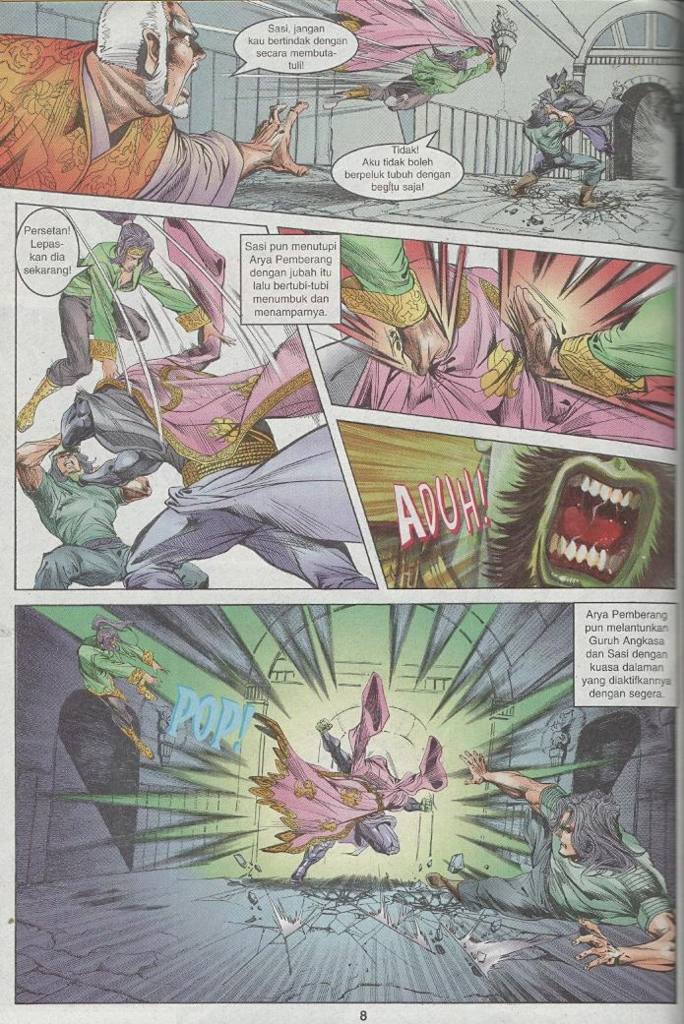 Sasi, jangan
kau bertindak dengan
secara membuta-
tuli!
Tidak!
Aku tidak boleh
berpeluk tubuh dengan
begitu saja!
Persetan!
Lepas-
kan dia
sekarang!
Sasi pun menutupi
Arya Pemberang
dengan jubah itu
lalu bertubi-tubi
menumbuk dan
menamparnya.
ADUH!
Arya Pemberang
pun melantunkan
Guruh Angkasa
dan Sasi dengan
kuasa dalaman
yang diaktifkannya
dengan segera.
POP!
8